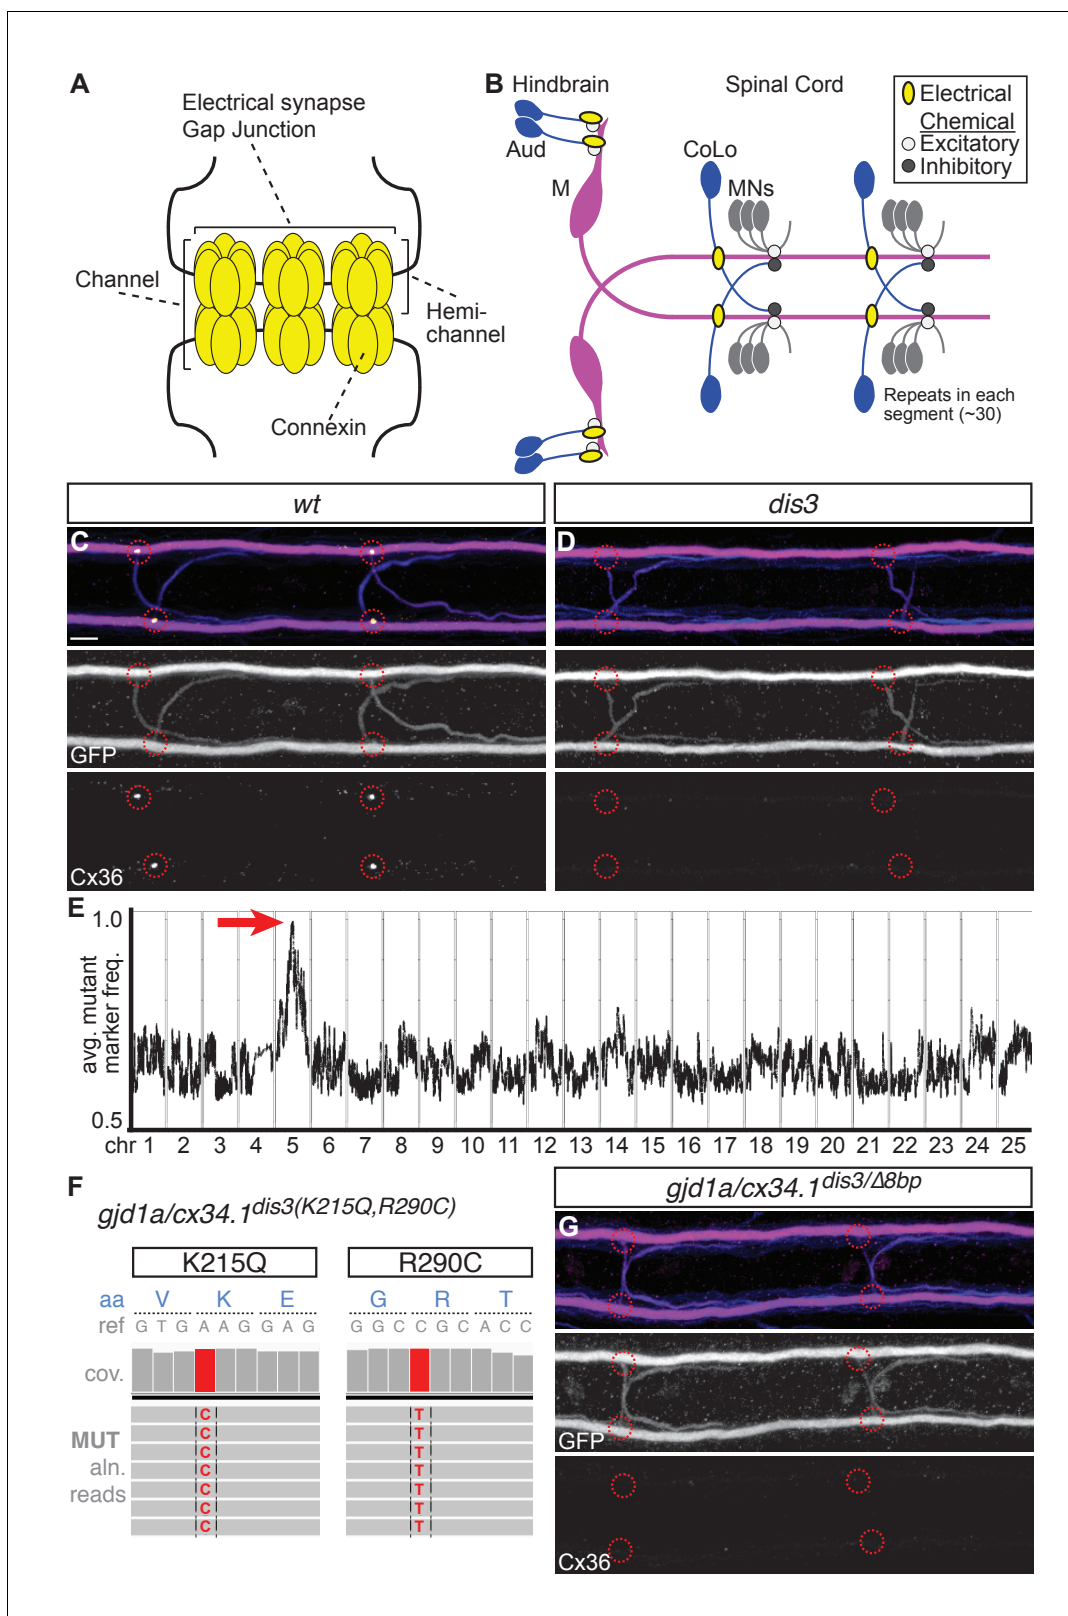 A
Electrical synapse
Gap Junction
Channel
Hemi-
channel
Connexin
B Hindbrain
Spinal Cord
Electrical
Chemical
Excitatory
Inhibitory
Aud
M
CoLo
MNs
Repeats in each
segment (~30)
wt
dis3
C
GFP
Cx36
D
E
avg. mutant
marker freq.
1.0
0.5
chr 1 2 3 4 5 6 7 8 9 10 11 12 13 14 15 16 17 18 19 20 21 22 23 24 25
F
gjd1a/cx34.1dis3(K215Q,R290C)
K215Q
R290C
aa V K E G R T
ref G T G A A G G A G G G C C G C A C C
cov.
MUT
aln.
reads
C
C
C
C
C
C
C
T
T
T
T
T
T
T
gjd1a/cx34.1dis3/Δ8bp
G
GFP
Cx36